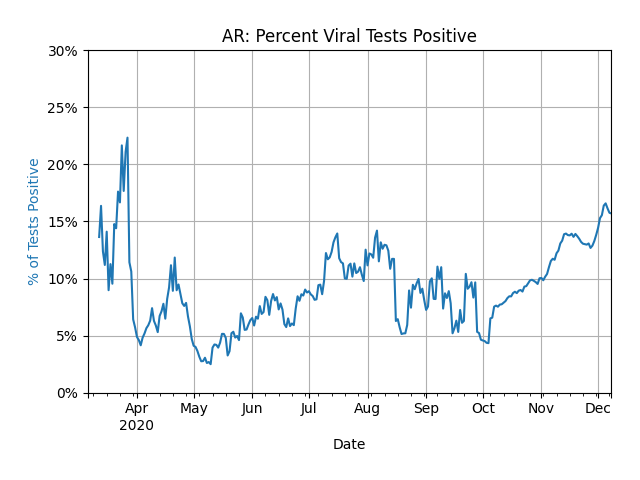 AR: Percent Viral Tests Positive
30%
25%
20%
15%
10%
5%
0%
% of Tests Positive
Apr May Jun Jul Aug Sep Oct Nov Dec
2020
Date